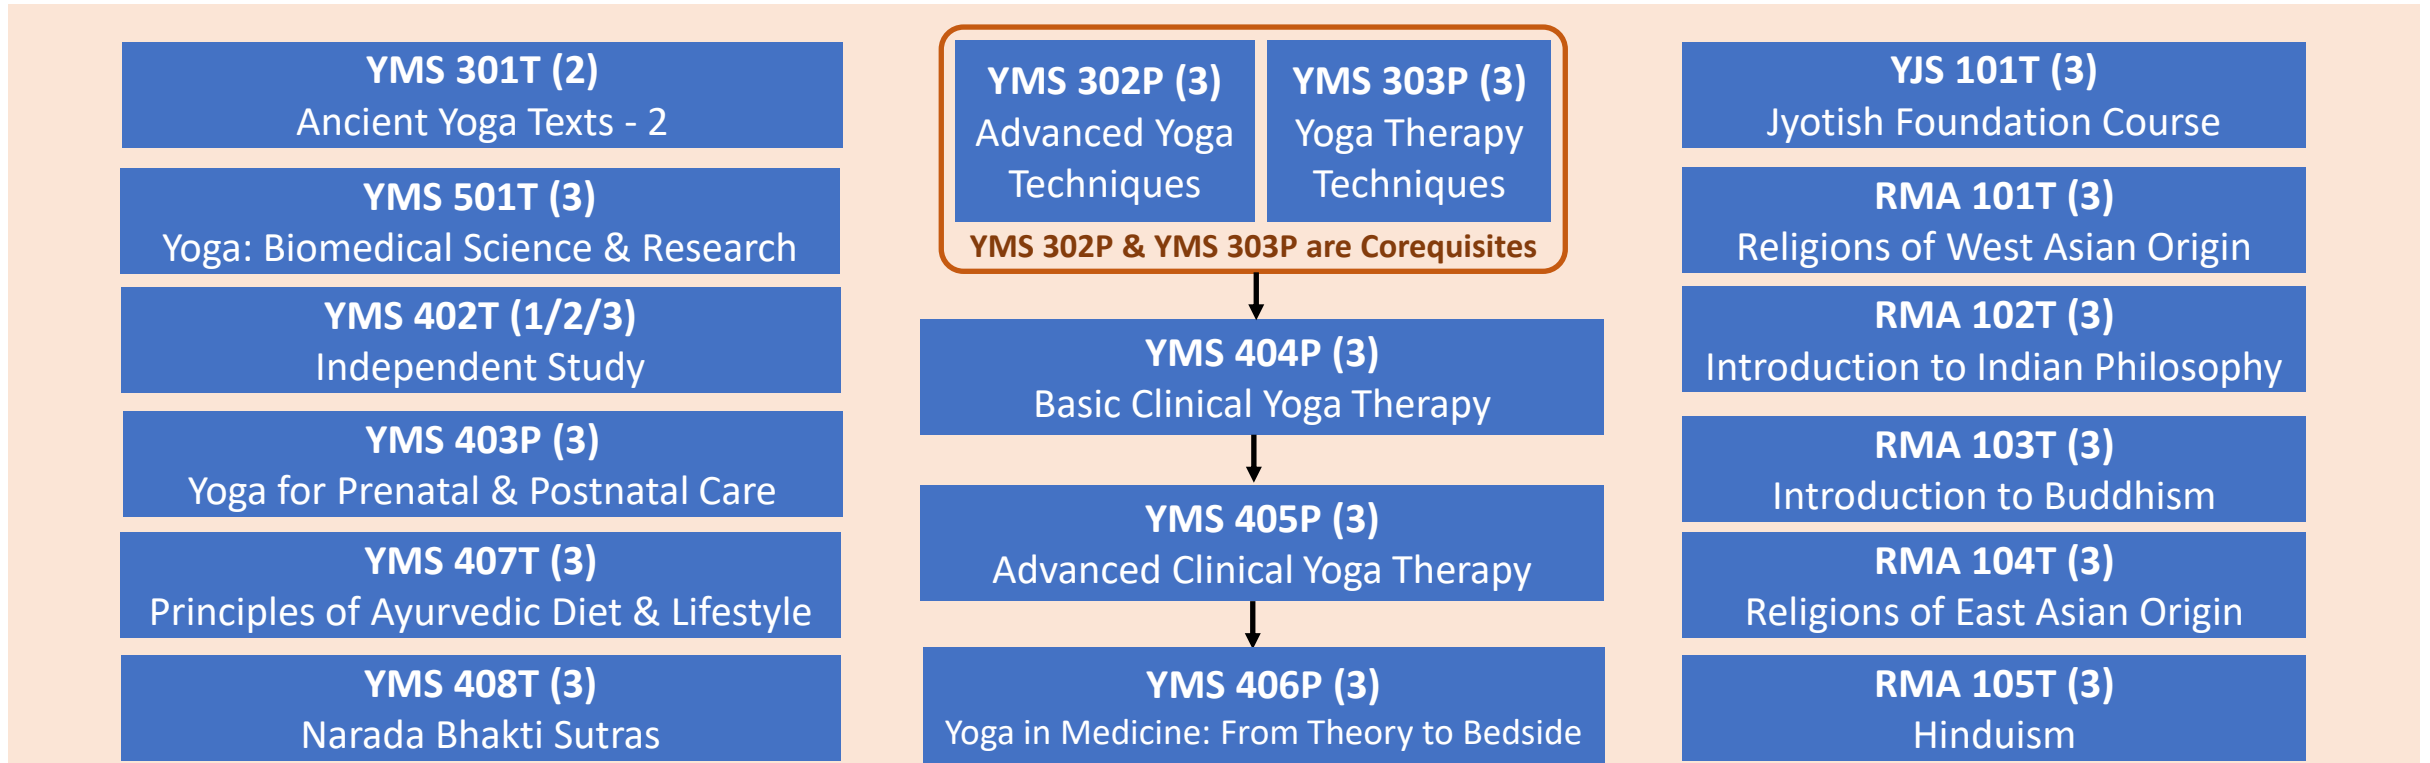 YMS 301T (2)
Ancient Yoga Texts - 2
YMS 501T (3)
Yoga: Biomedical Science & Research
YMS 402T (1/2/3)
Independent Study
YMS 403P (3)
Yoga for Prenatal & Postnatal Care
YMS 407T (3)
Principles of Ayurvedic Diet & Lifestyle
YMS 408T (3)
Narada Bhakti Sutras
YMS 302P (3)
Advanced Yoga
Techniques
YMS 303P (3)
Yoga Therapy
Techniques
YMS 302P & YMS 303P are Corequisites
YMS 404P (3)
Basic Clinical Yoga Therapy
YMS 405P (3)
Advanced Clinical Yoga Therapy
YMS 406P (3)
Yoga in Medicine: From Theory to Bedside
YJS 101T (3)
Jyotish Foundation Course
RMA 101T (3)
Religions of West Asian Origin
RMA 102T (3)
Introduction to Indian Philosophy
RMA 103T (3)
Introduction to Buddhism
RMA 104T (3)
Religions of East Asian Origin
RMA 105T (3)
Hinduism